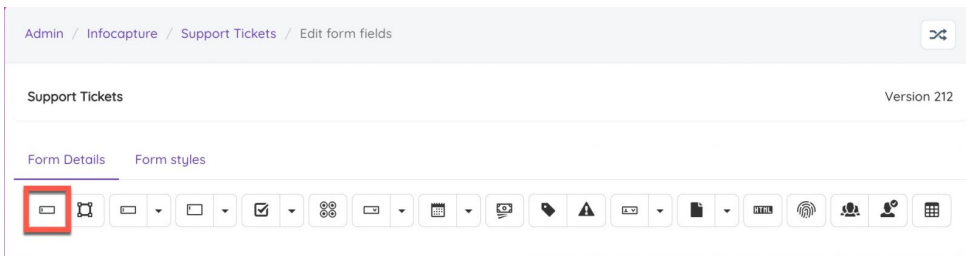 Admin / Infocapture / Support Tickets / Edit form fields
Support Tickets
Version 212
Form Details
Form styles
HTML